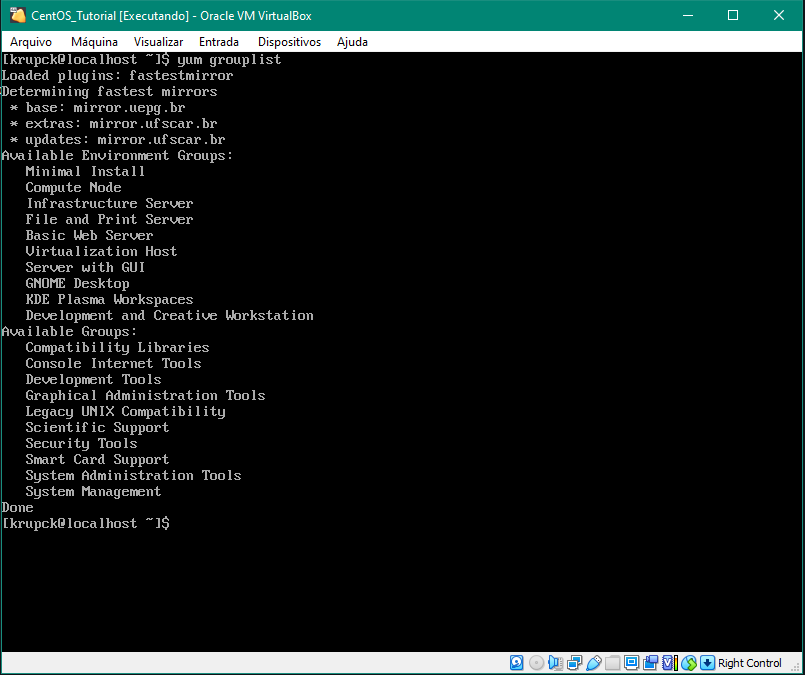 CentOS_Tutorial [Executando] - Oracle VM VirtualBox
Arquivo Máquina Visualizar Entrada Dispositivos Ajuda
[krupck@localhost ~]$ yum grouplist
Loaded plugins: fastestmirror
Determining fastest mirrors
 * base: mirror.uepg.br
 * extras: mirror.ufscar.br
 * updates: mirror.ufscar.br
Available Environment Groups:
   Minimal Install
   Compute Node
   Infrastructure Server
   File and Print Server
   Basic Web Server
   Virtualization Host
   Server with GUI
   GNOME Desktop
   KDE Plasma Workspaces
   Development and Creative Workstation
Available Groups:
   Compatibility Libraries
   Console Internet Tools
   Development Tools
   Graphical Administration Tools
   Legacy UNIX Compatibility
   Scientific Support
   Security Tools
   Smart Card Support
   System Administration Tools
   System Management
Done
[krupck@localhost ~]$
Right Control